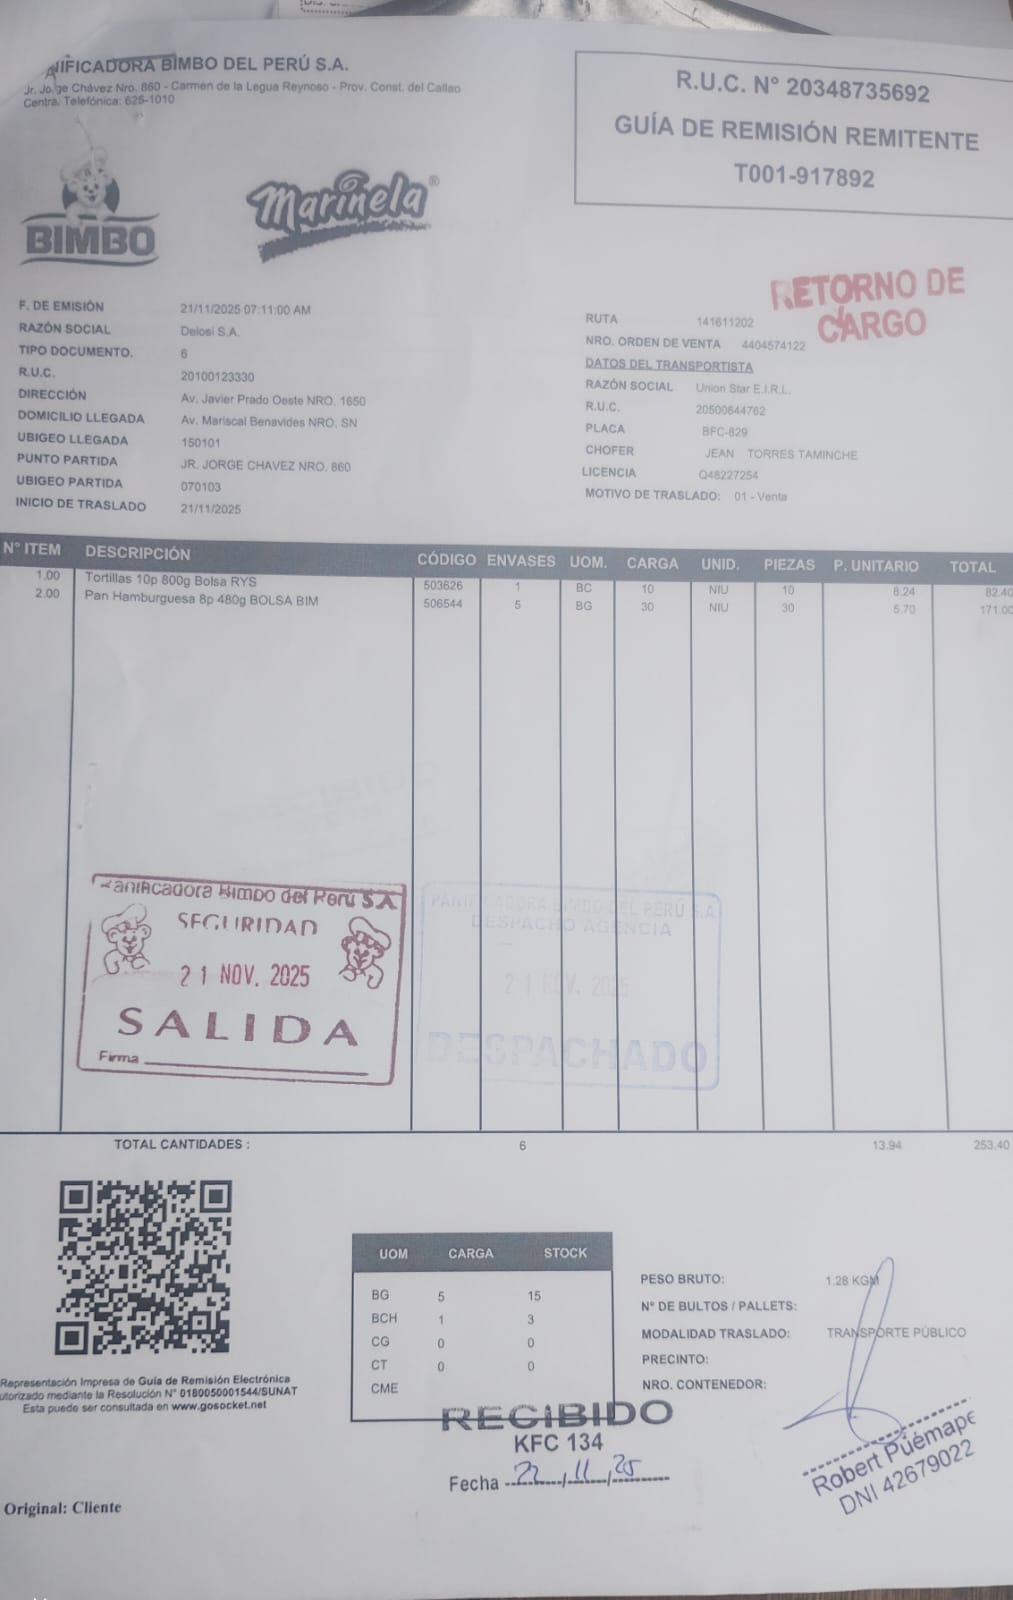 NIFICADORA BIMBO DEL PERÚ S.A.
Jr. Jorge Chávez Nro. 860 - Carmen de la Legua Reynoso - Prov. Const. del Callao
Centra. Telefónica: 625-1010
R.U.C. N° 20348735692
GUÍA DE REMISIÓN REMITENTE
T001-917892
BIMBO
Marinela®
RETORNO DE
CARGO
F. DE EMISIÓN 21/11/2025 07:11:00 AM
RAZÓN SOCIAL Delosi S.A.
TIPO DOCUMENTO. 6
R.U.C. 20100123330
DIRECCIÓN Av. Javier Prado Oeste NRO. 1650
DOMICILIO LLEGADA Av. Mariscal Benavides NRO. SN
UBIGEO LLEGADA 150101
PUNTO PARTIDA JR. JORGE CHAVEZ NRO. 860
UBIGEO PARTIDA 070103
INICIO DE TRASLADO 21/11/2025
RUTA 141611202
NRO. ORDEN DE VENTA 4404574122
DATOS DEL TRANSPORTISTA
RAZÓN SOCIAL Union Star E.I.R.L.
R.U.C. 20500644762
PLACA BFC-829
CHOFER JEAN TORRES TAMINCHE
LICENCIA Q48227254
MOTIVO DE TRASLADO: 01 - Venta
N° ITEM DESCRIPCIÓN CÓDIGO ENVASES UOM. CARGA UNID. PIEZAS P. UNITARIO TOTAL
1.00 Tortillas 10p 800g Bolsa RYS 503626 1 BC 10 NIU 10 8.24 82.40
2.00 Pan Hamburguesa 8p 480g BOLSA BIM 506544 5 BG 30 NIU 30 5.70 171.00
Panificadora Bimbo del Perú S.A.
SEGURIDAD
21 NOV. 2025
SALIDA
Firma
PANIFICADORA BIMBO DEL PERÚ S.A
DESPACHO AGENCIA
21 NOV. 2025
DESPACHADO
TOTAL CANTIDADES : 6 13.94 253.40
UOM CARGA STOCK
BG 5 15
BCH 1 3
CG 0 0
CT 0 0
CME
PESO BRUTO: 1.28 KGM
N° DE BULTOS / PALLETS:
MODALIDAD TRASLADO: TRANSPORTE PÚBLICO
PRECINTO:
NRO. CONTENEDOR:
Representación Impresa de Guía de Remisión Electrónica
utorizado mediante la Resolución N° 0180050001544/SUNAT
Esta puede ser consultada en www.gosocket.net
RECIBIDO
KFC 134
Fecha 22/11/25
Robert Púemape
DNI 42679022
Original: Cliente